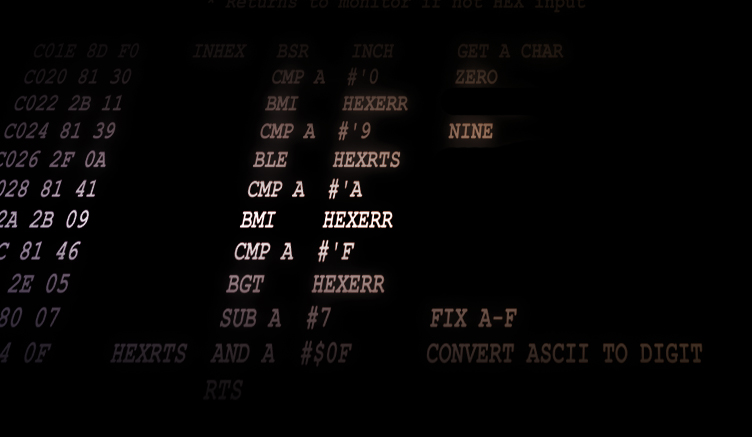 * Returns to monitor if not HEX input
C01E 8D F0 INHEX BSR INCH GET A CHAR
C020 81 30 CMP A #'0 ZERO
C022 2B 11 BMI HEXERR
C024 81 39 CMP A #'9 NINE
C026 2F 0A BLE HEXRTS
028 81 41 CMP A #'A
2A 2B 09 BMI HEXERR
C 81 46 CMP A #'F
2E 05 BGT HEXERR
80 07 SUB A #7 FIX A-F
4 0F HEXRTS AND A #$0F CONVERT ASCII TO DIGIT
RTS